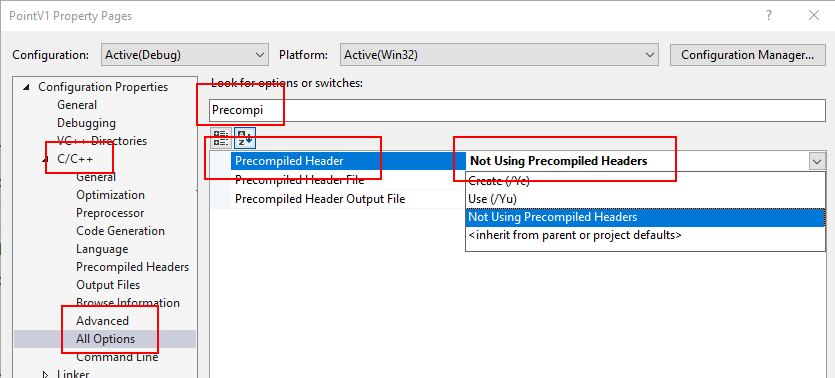 PointV1 Property Pages
Configuration: Active(Debug) Platform: Active(Win32) Configuration Manager...
Configuration Properties
General
Debugging
VC++ Directories
C/C++
General
Optimization
Preprocessor
Code Generation
Language
Precompiled Headers
Output Files
Browse Information
Advanced
All Options
Command Line
Linker
Look for options or switches:
Precompi
Precompiled Header Not Using Precompiled Headers
Precompiled Header File Create (/Yc)
Precompiled Header Output File Use (/Yu)
Not Using Precompiled Headers
<inherit from parent or project defaults>